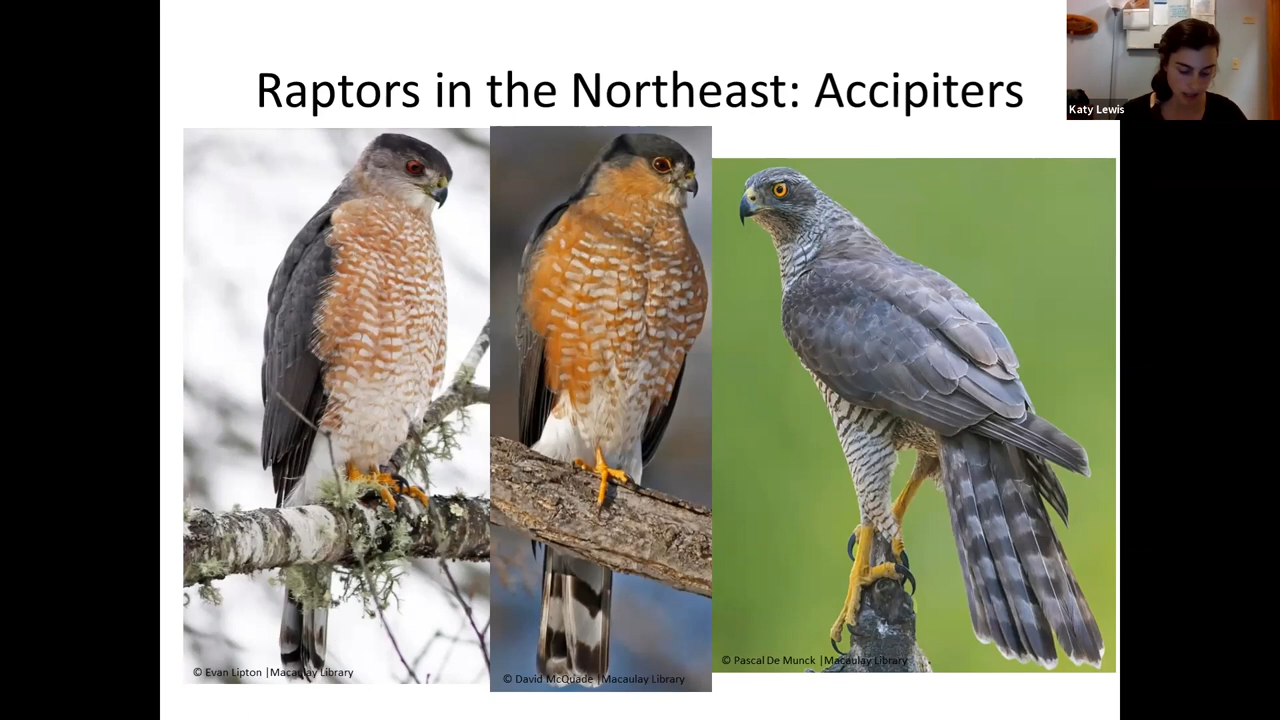 Raptors in the Northeast: Accipiters
Katy Lewis
© Evan Lipton |Macaulay Library
© David McQuade |Macaulay Library
© Pascal De Munck |Macaulay Library